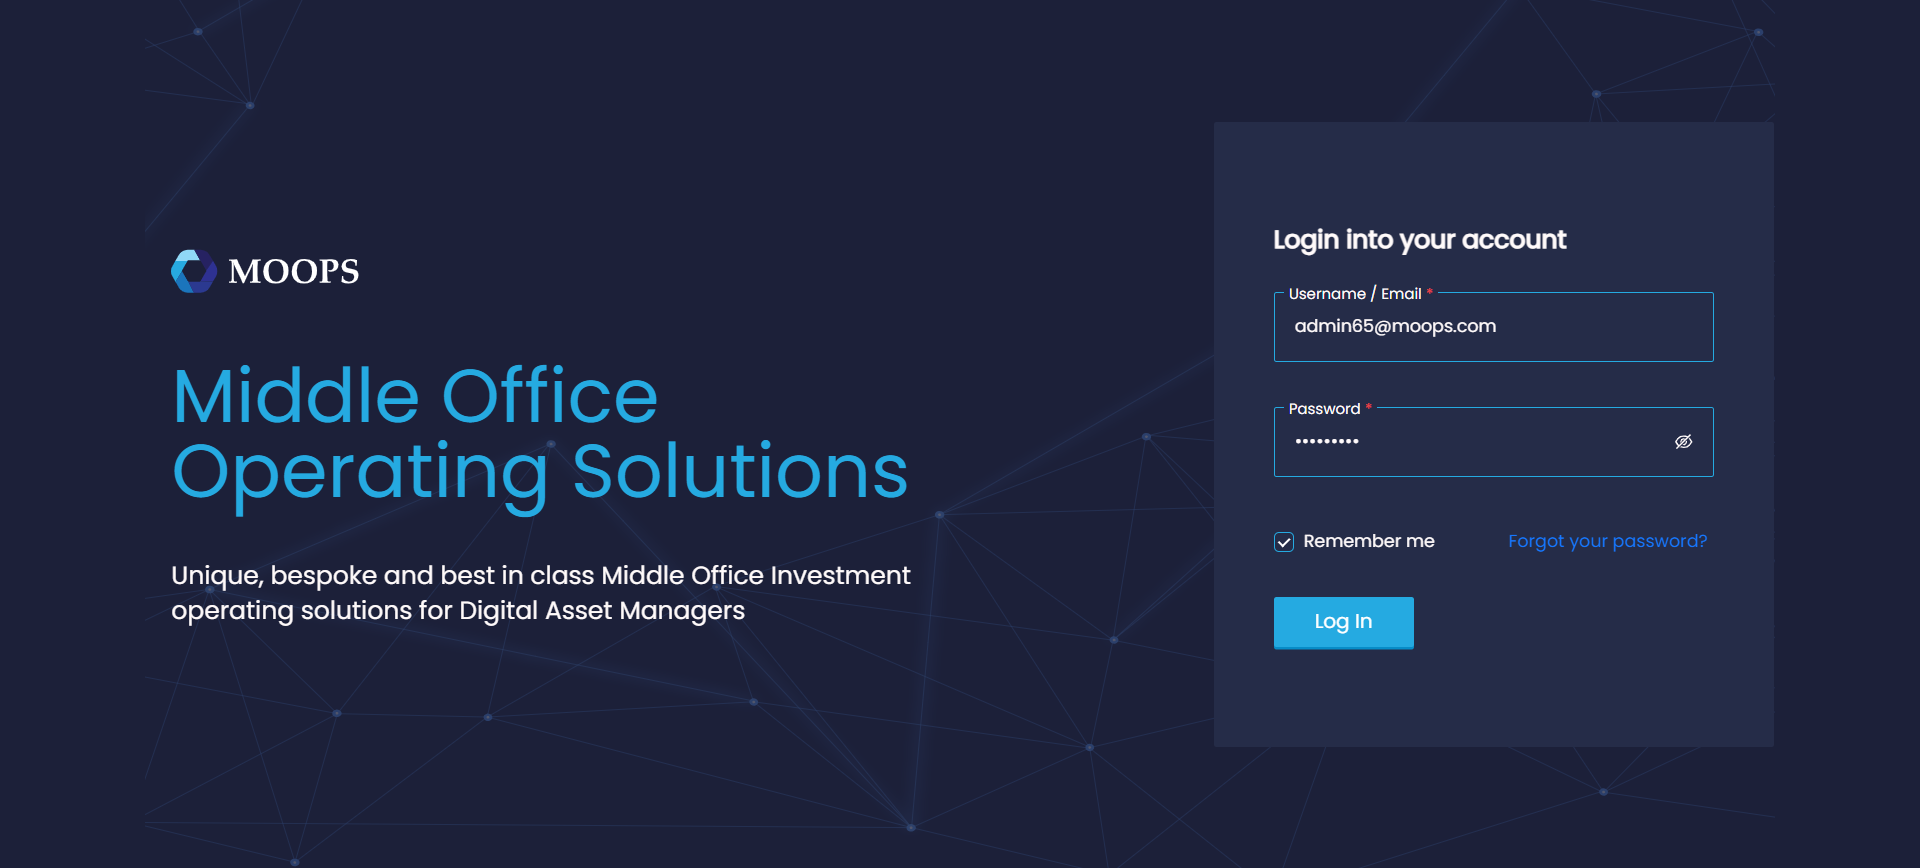 MOOPS
Middle Office
Operating Solutions
Unique, bespoke and best in class Middle Office Investment
operating solutions for Digital Asset Managers
Login into your account
Username / Email *
admin65@moops.com
Password *
•••••••••
Remember me
Forgot your password?
Log In